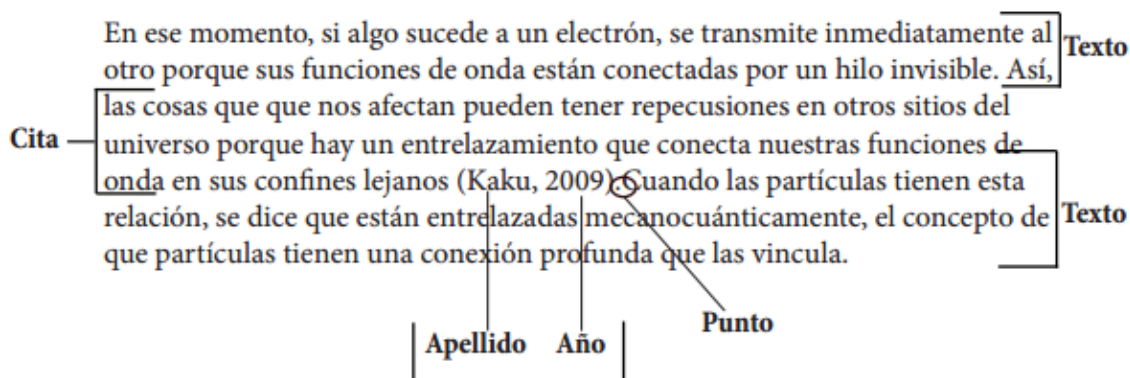 En ese momento, si algo sucede a un electrón, se transmite inmediatamente al
otro porque sus funciones de onda están conectadas por un hilo invisible. Así,
Texto
las cosas que que nos afectan pueden tener repecusiones en otros sitios del
Cita
universo porque hay un entrelazamiento que conecta nuestras funciones de
onda en sus confines lejanos (Kaku, 2009). Cuando las partículas tienen esta
relación, se dice que están entrelazadas mecanocuánticamente, el concepto de
Texto
que partículas tienen una conexión profunda que las vincula.
Apellido Año Punto